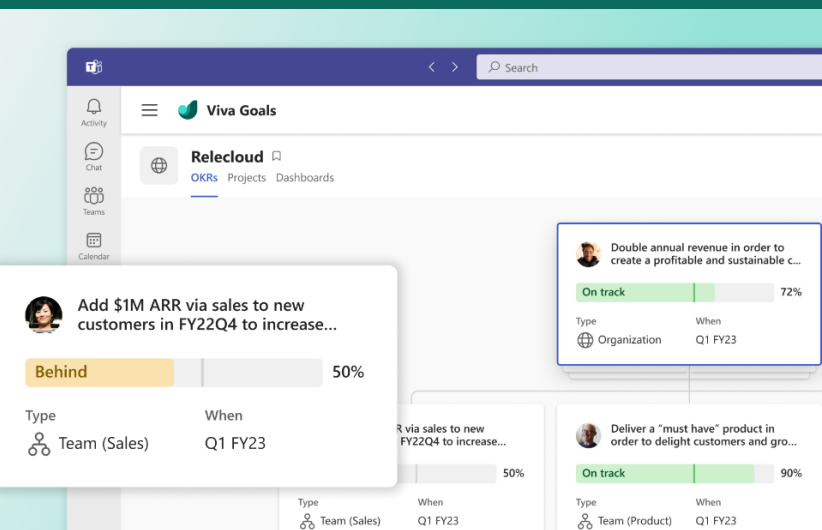 Search
Activity
Chat
Teams
Calendar
Viva Goals
Relecloud
OKRs Projects Dashboards
Double annual revenue in order to
create a profitable and sustainable c...
On track 72%
Type When
Organization Q1 FY23
Add $1M ARR via sales to new
customers in FY22Q4 to increase...
Behind 50%
Type When
Team (Sales) Q1 FY23
R via sales to new
FY22Q4 to increase...
50%
Type When
Team (Sales) Q1 FY23
Deliver a "must have" product in
order to delight customers and gro...
On track 90%
Type When
Team (Product) Q1 FY23